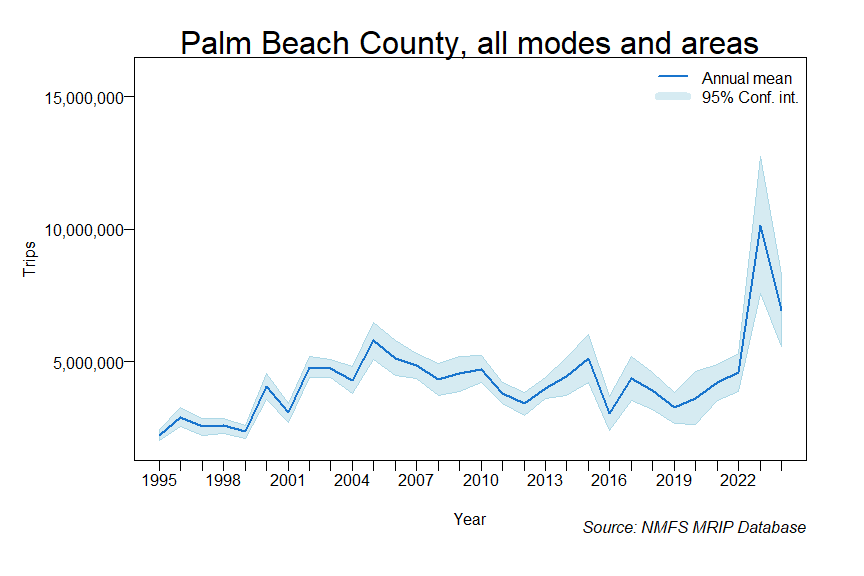 Palm Beach County, all modes and areas
Annual mean
95% Conf. int.
15,000,000
10,000,000
5,000,000
Trips
1995 1998 2001 2004 2007 2010 2013 2016 2019 2022
Year
Source: NMFS MRIP Database